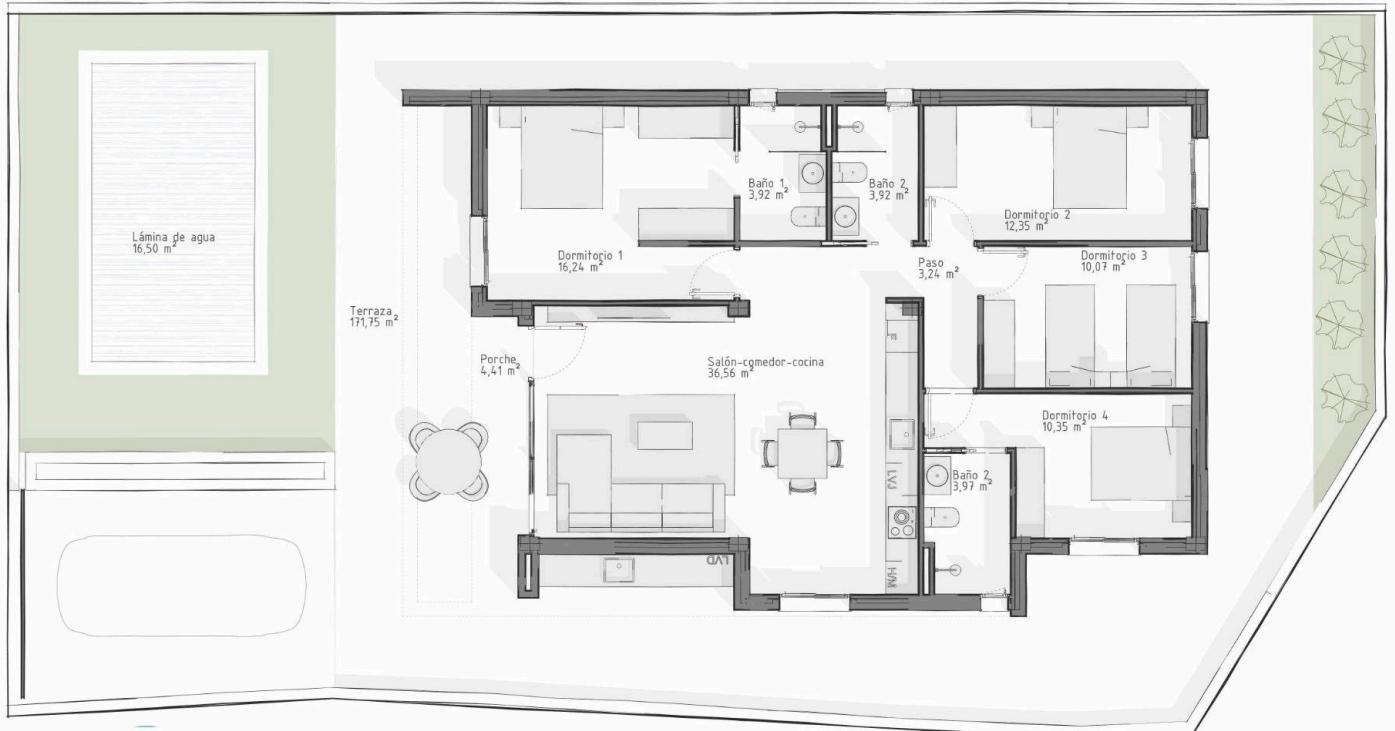 Lámina de agua
16,50 m²
Terraza
171,75 m²
Porche
4,41 m²
Dormitorio 1
16,24 m²
Baño 1
3,92 m²
Baño 2
3,92 m²
Dormitorio 2
12,35 m²
Paso
3,24 m²
Dormitorio 3
10,07 m²
Salón-comedor-cocina
36,56 m²
F
LVJ
H/M
LVD
Dormitorio 4
10,35 m²
Baño 2
3,97 m²